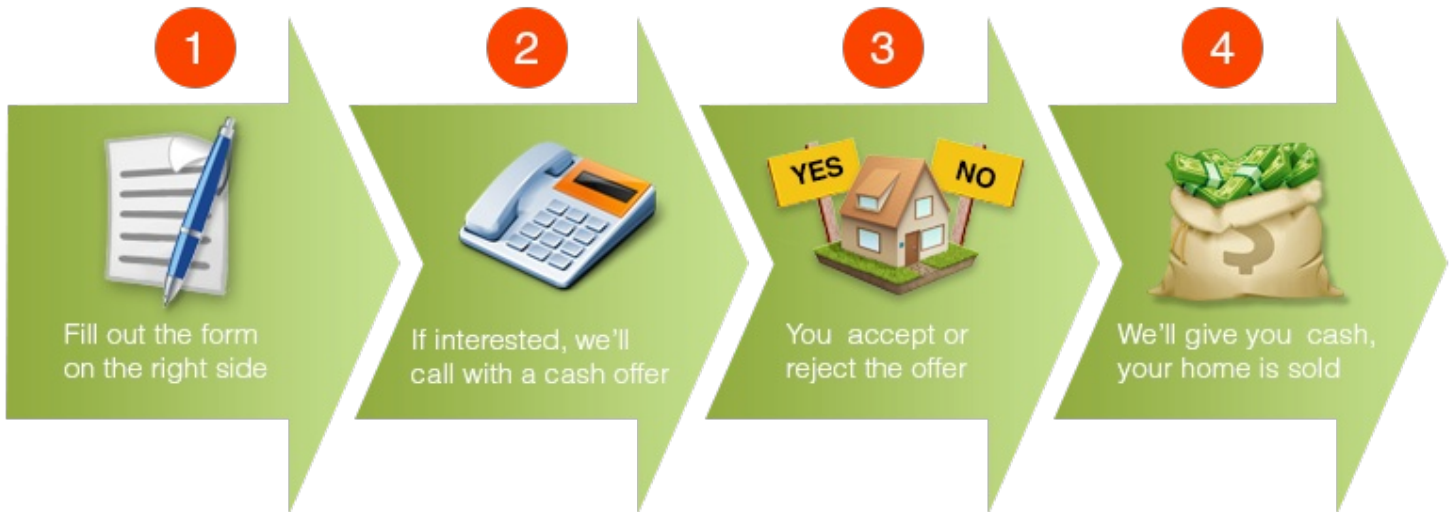 1
2
3
4
YES
NO
Fill out the form
on the right side
If interested, we'll
call with a cash offer
You accept or
reject the offer
We'll give you cash,
your home is sold
$